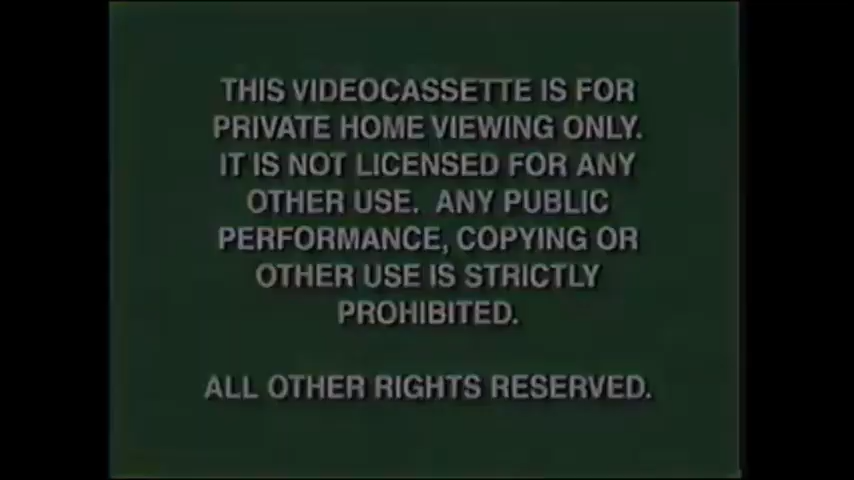 THIS VIDEOCASSETTE IS FOR
PRIVATE HOME VIEWING ONLY.
IT IS NOT LICENSED FOR ANY
OTHER USE.  ANY PUBLIC
PERFORMANCE, COPYING OR
OTHER USE IS STRICTLY
PROHIBITED.
ALL OTHER RIGHTS RESERVED.